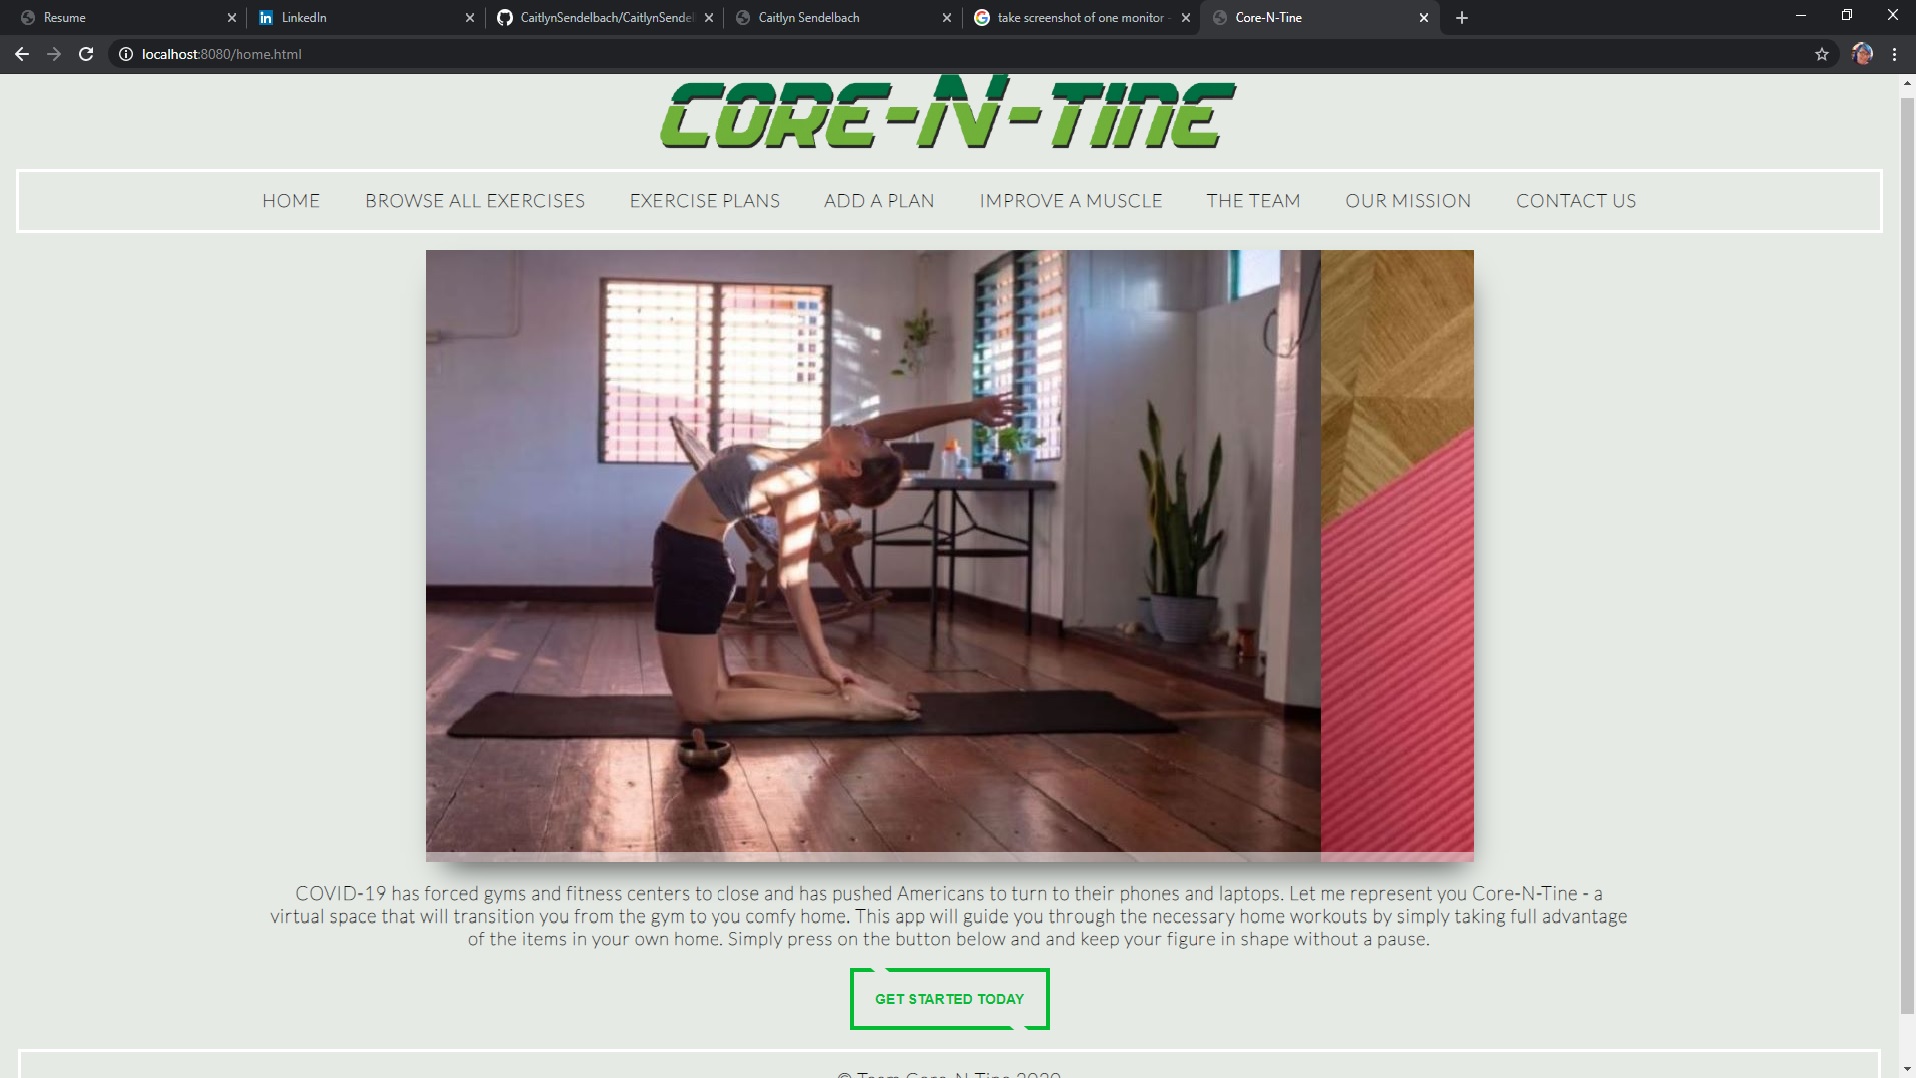 Resume
LinkedIn
CaitlynSendelbach/CaitlynSendel
Caitlyn Sendelbach
take screenshot of one monitor -
Core-N-Tine
localhost:8080/home.html
CORE-N-TINE
HOME
BROWSE ALL EXERCISES
EXERCISE PLANS
ADD A PLAN
IMPROVE A MUSCLE
THE TEAM
OUR MISSION
CONTACT US
COVID-19 has forced gyms and fitness centers to close and has pushed Americans to turn to their phones and laptops. Let me represent you Core-N-Tine - a
virtual space that will transition you from the gym to you comfy home. This app will guide you through the necessary home workouts by simply taking full advantage
of the items in your own home. Simply press on the button below and and keep your figure in shape without a pause.
GET STARTED TODAY
© Team Core-N-Tine 2020